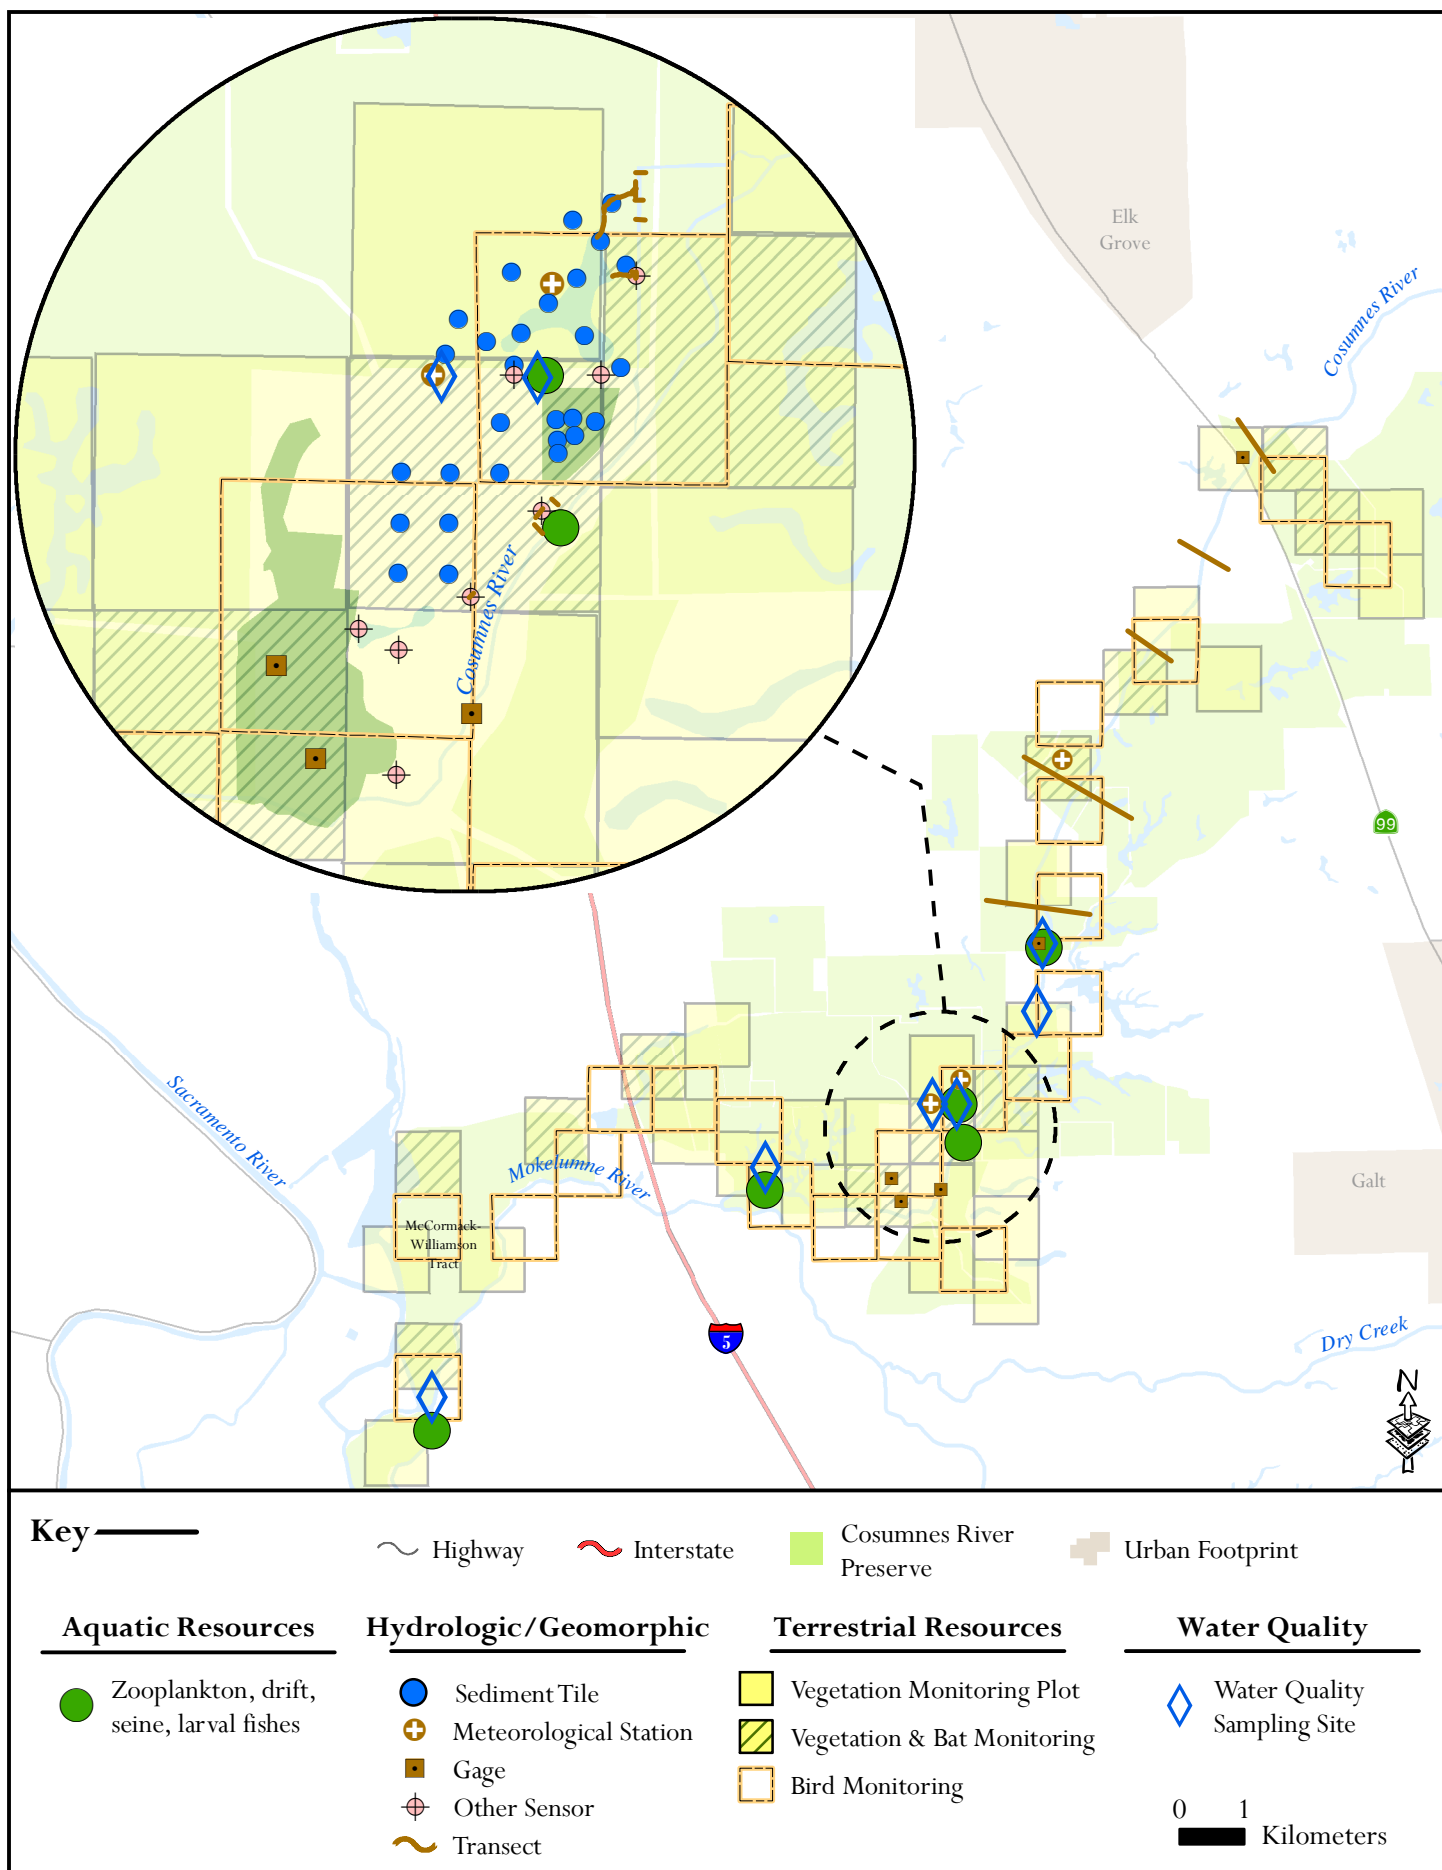 Elk
Grove
Cosumnes River
Cosumnes River
99
Sacramento River
Mokelumne River
McCormack-
Williamson
Tract
Galt
5
Dry Creek
N
Key
Highway
Interstate
Cosumnes River
Preserve
Urban Footprint
Aquatic Resources
Zooplankton, drift,
seine, larval fishes
Hydrologic/Geomorphic
Sediment Tile
Meteorological Station
Gage
Other Sensor
Transect
Terrestrial Resources
Vegetation Monitoring Plot
Vegetation & Bat Monitoring
Bird Monitoring
Water Quality
Water Quality
Sampling Site
0 1
Kilometers